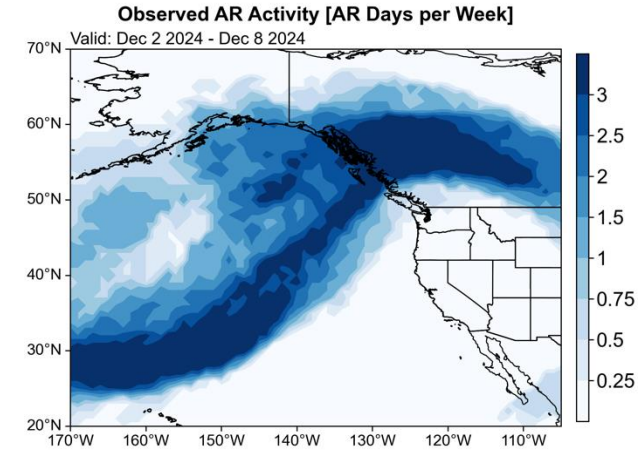 Observed AR Activity [AR Days per Week]
Valid: Dec 2 2024 - Dec 8 2024
70°N
60°N
50°N
40°N
30°N
20°N
170°W 160°W 150°W 140°W 130°W 120°W 110°W
3
2.5
2
1.5
1
0.75
0.5
0.25